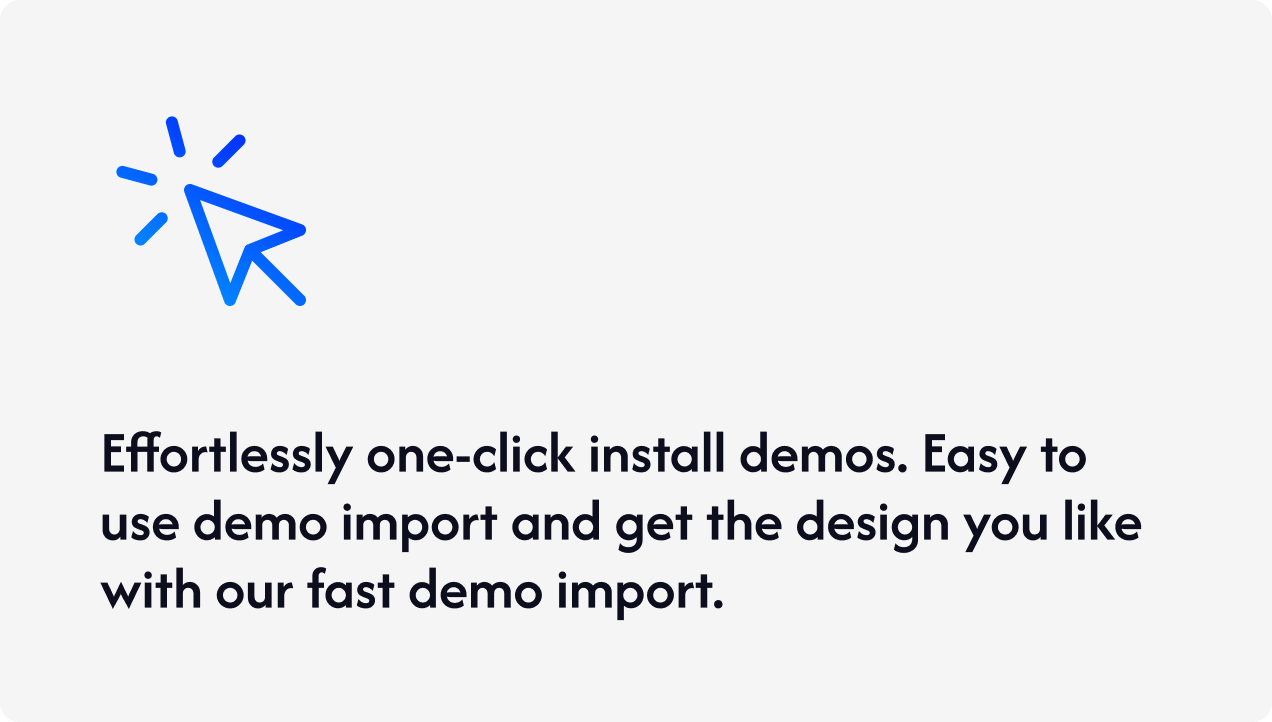 Effortlessly one-click install demos. Easy to
use demo import and get the design you like
with our fast demo import.